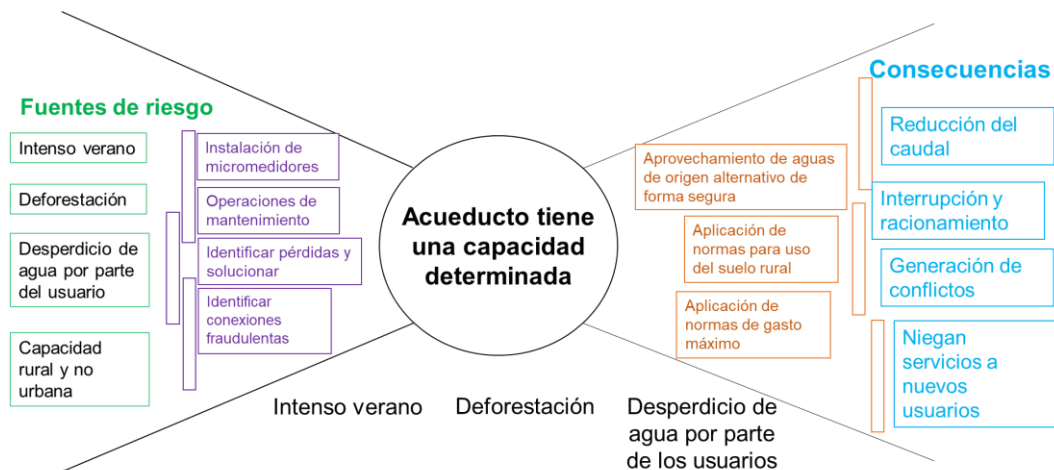 Fuentes de riesgo
Intenso verano
Deforestación
Desperdicio de
agua por parte
del usuario
Capacidad
rural y no
urbana
Instalación de
micromedidores
Operaciones de
mantenimiento
Identificar pérdidas y
solucionar
Identificar
conexiones
fraudulentas
Acueducto tiene
una capacidad
determinada
Aprovechamiento de aguas
de origen alternativo de
forma segura
Aplicación de
normas para uso
del suelo rural
Aplicación de
normas de gasto
máximo
Consecuencias
Reducción del
caudal
Interrupción y
racionamiento
Generación de
conflictos
Niegan
servicios a
nuevos
usuarios
Intenso verano
Deforestación
Desperdicio de
agua por parte
de los usuarios